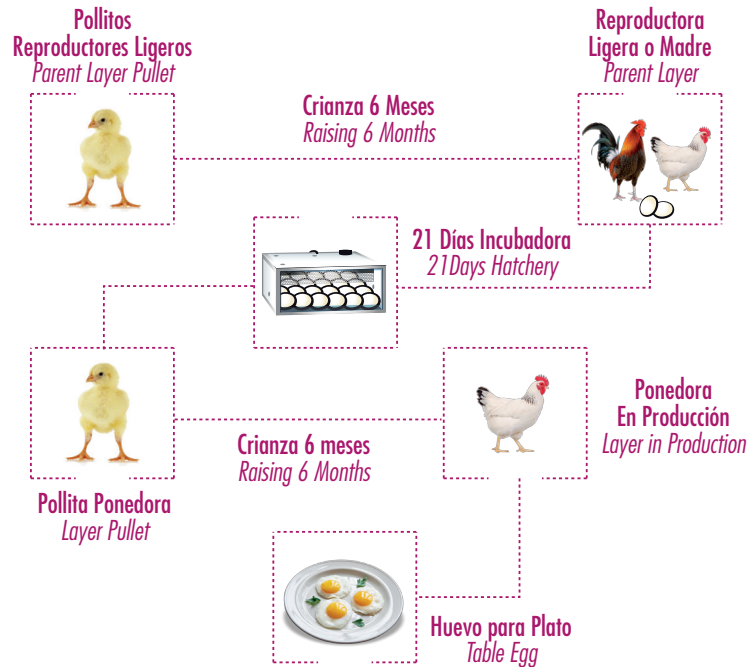 Pollitos
Reproductores Ligeros
Parent Layer Pullet
Reproductora
Ligera o Madre
Parent Layer
Crianza 6 Meses
Raising 6 Months
21 Días Incubadora
21Days Hatchery
Ponedora
En Producción
Layer in Production
Crianza 6 meses
Raising 6 Months
Pollita Ponedora
Layer Pullet
Huevo para Plato
Table Egg